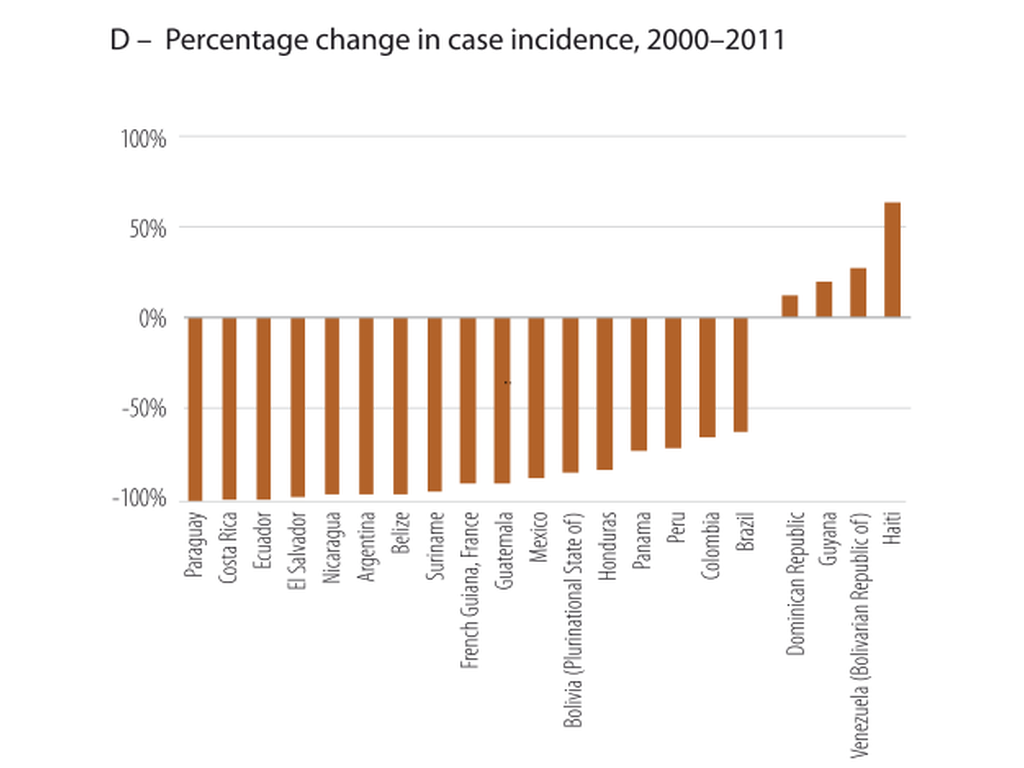 D – Percentage change in case incidence, 2000–2011
100%
50%
0%
-50%
-100%
Paraguay
Costa Rica
Ecuador
El Salvador
Nicaragua
Argentina
Belize
Suriname
French Guiana, France
Guatemala
Mexico
Bolivia (Plurinational State of)
Honduras
Panama
Peru
Colombia
Brazil
Dominican Republic
Guyana
Venezuela (Bolivarian Republic of)
Haiti